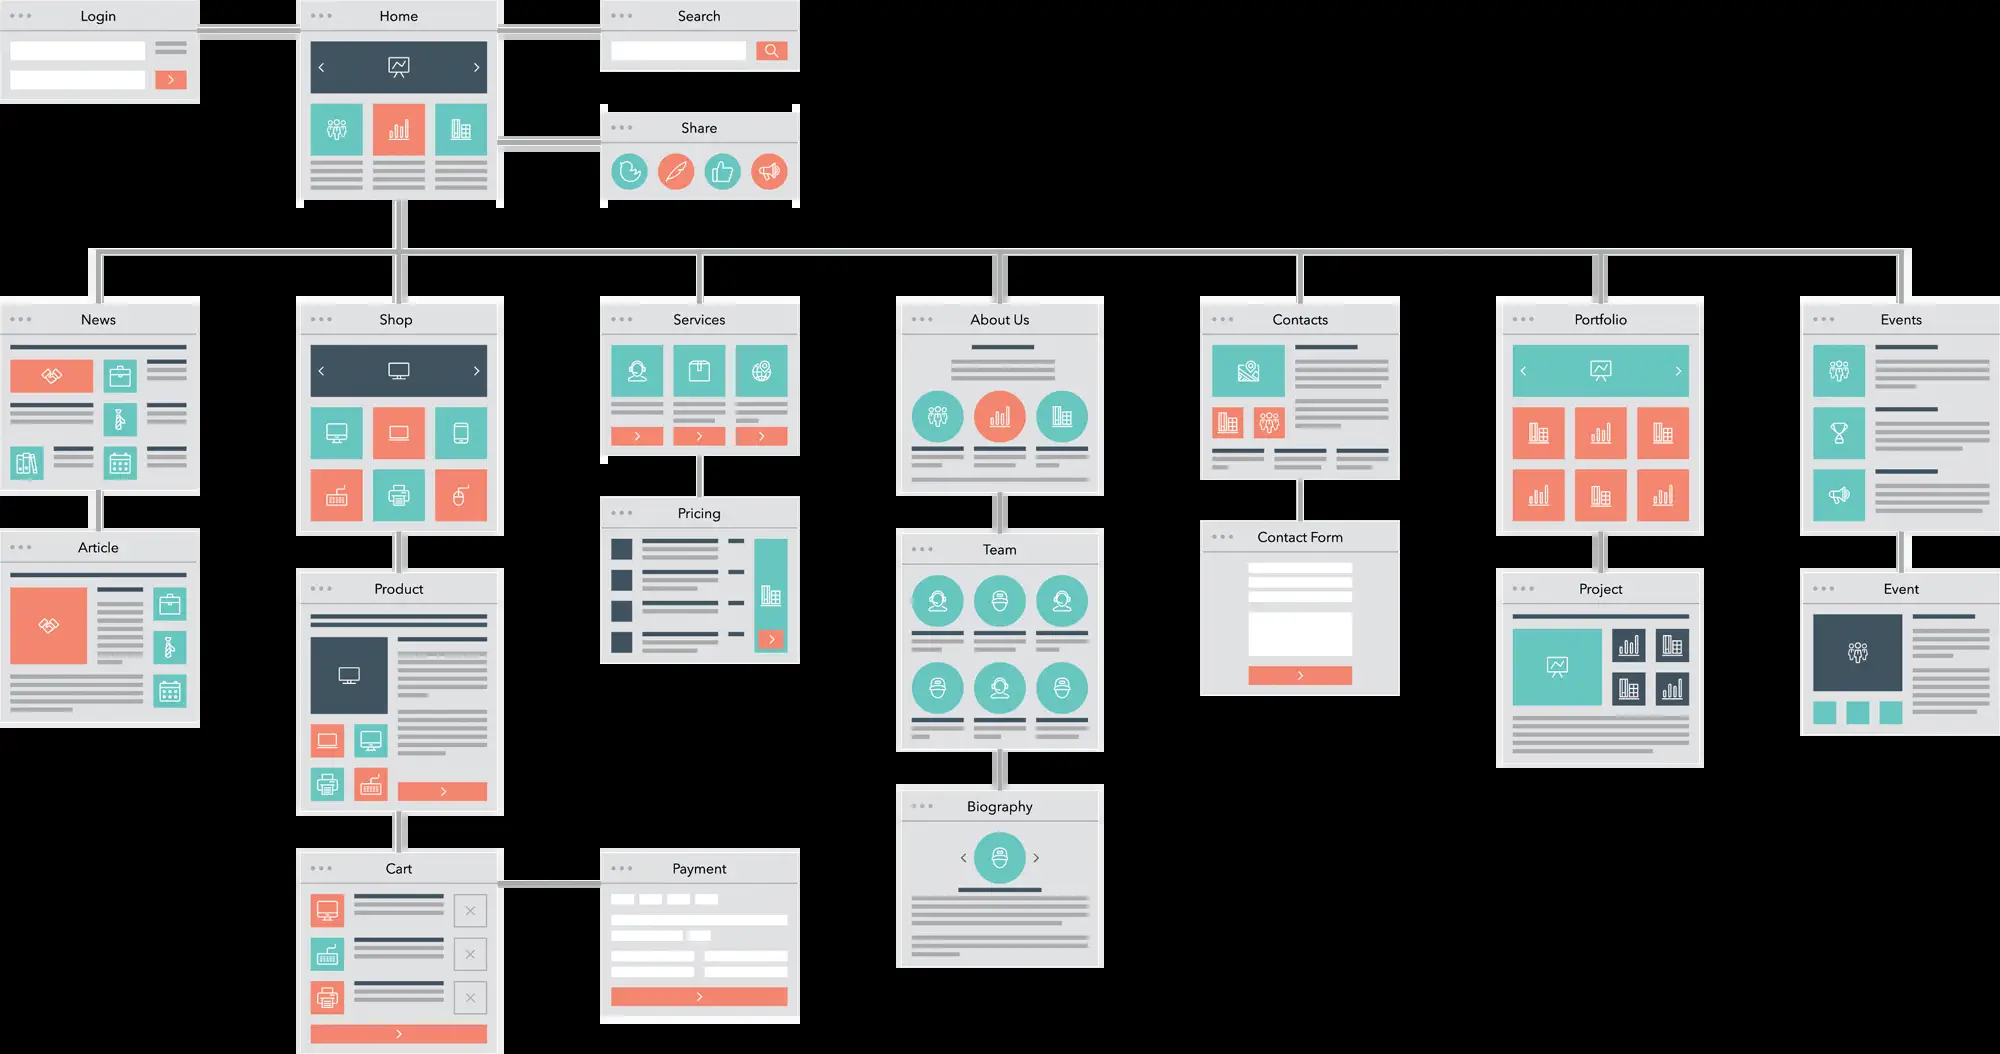 Login
Home
Search
Share
News
Shop
Services
About Us
Contacts
Portfolio
Events
Article
Product
Pricing
Team
Contact Form
Project
Event
Biography
Cart
Payment